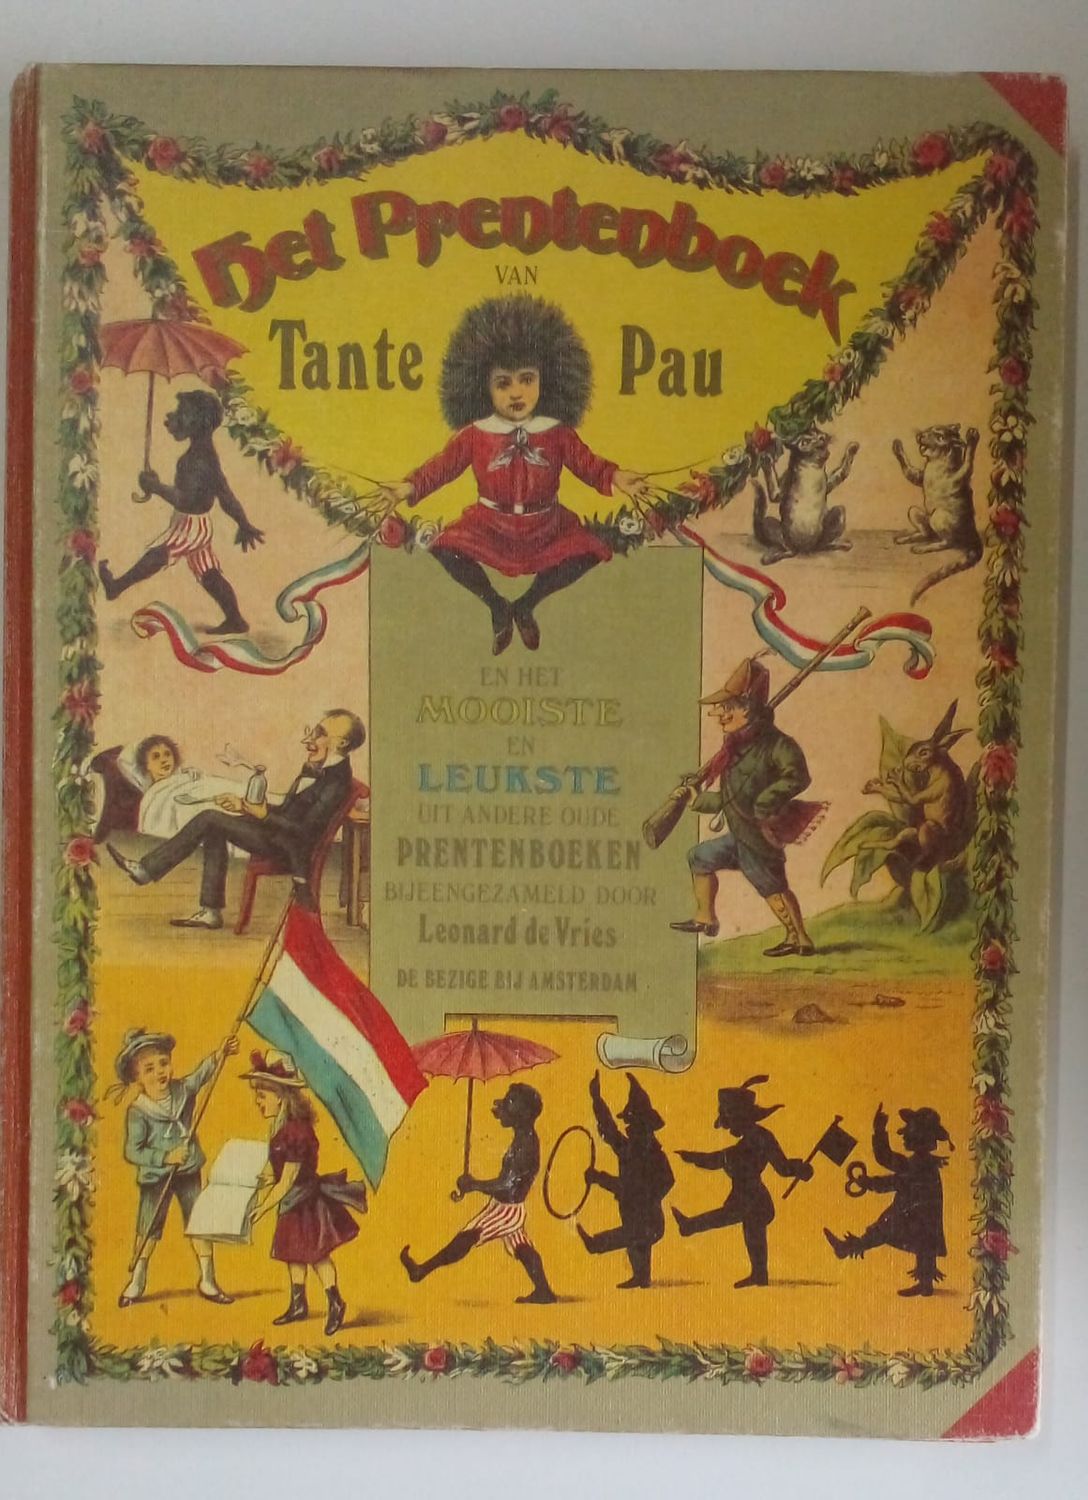 Het Prentenboek
VAN
Tante Pau
EN HET
MOOISTE
EN
LEUKSTE
UIT ANDERE OUDE
PRENTENBOEKEN
BIJEENGEZAMELD DOOR
Leonard de Vries
DE BEZIGE BIJ AMSTERDAM